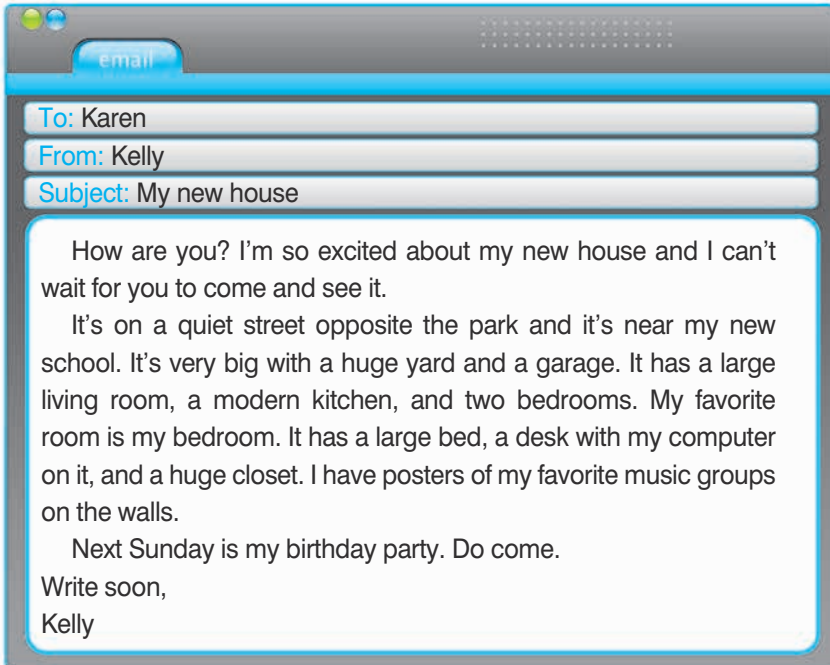 email
To: Karen
From: Kelly
Subject: My new house
How are you? I'm so excited about my new house and I can't
wait for you to come and see it.
It's on a quiet street opposite the park and it's near my new
school. It's very big with a huge yard and a garage. It has a large
living room, a modern kitchen, and two bedrooms. My favorite
room is my bedroom. It has a large bed, a desk with my computer
on it, and a huge closet. I have posters of my favorite music groups
on the walls.
Next Sunday is my birthday party. Do come.
Write soon,
Kelly